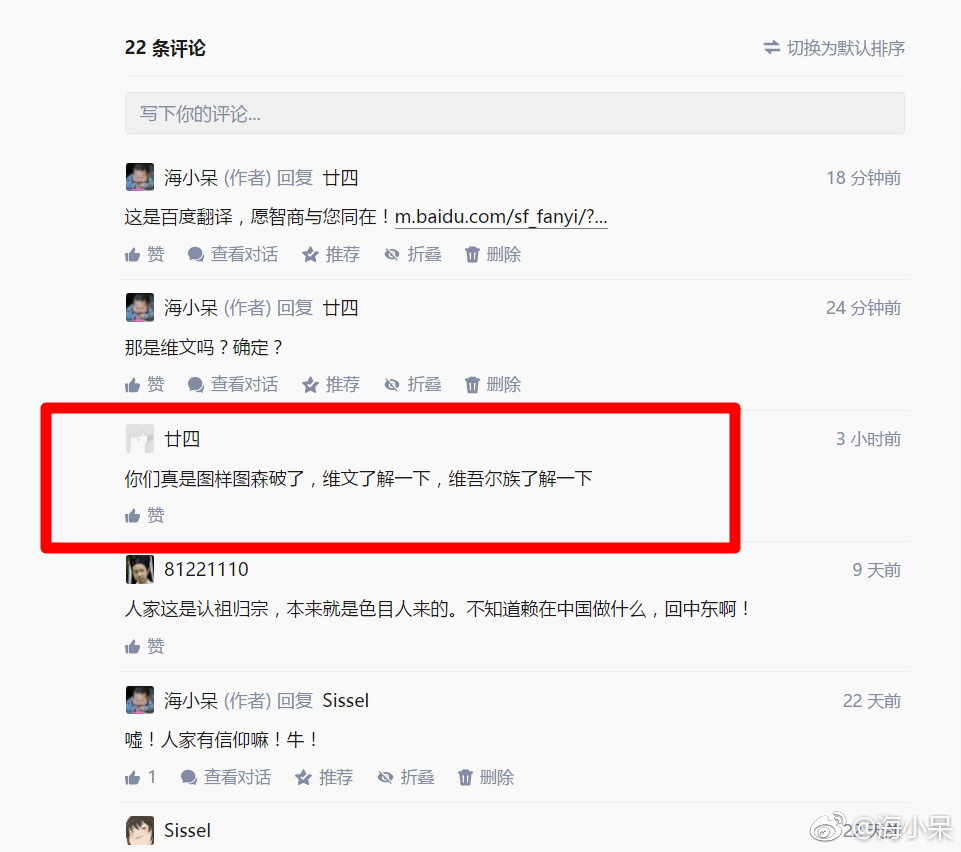 22 条评论
切换为默认排序
写下你的评论...
海小呆 (作者) 回复 廿四
18 分钟前
这是百度翻译，愿智商与您同在！m.baidu.com/sf_fanyi/?...
赞 查看对话 推荐 折叠 删除
海小呆 (作者) 回复 廿四
24 分钟前
那是维文吗？确定？
赞 查看对话 推荐 折叠 删除
廿四
3 小时前
你们真是图样图森破了，维文了解一下，维吾尔族了解一下
赞
81221110
9 天前
人家这是认祖归宗，本来就是色目人来的。不知道赖在中国做什么，回中东啊！
赞
海小呆 (作者) 回复 Sissel
22 天前
嘘！人家有信仰嘛！牛！
1 查看对话 推荐 折叠 删除
Sissel
22 天前
@海小呆